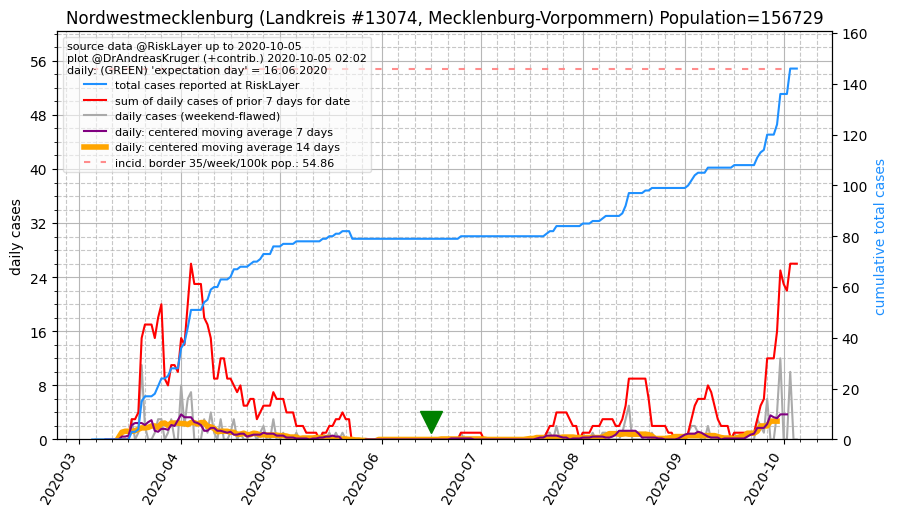 Nordwestmecklenburg (Landkreis #13074, Mecklenburg-Vorpommern) Population=156729
source data @RiskLayer up to 2020-10-05
plot @DrAndreasKruger (+contrib.) 2020-10-05 02:02
daily: (GREEN) 'expectation day' = 16.06.2020
total cases reported at RiskLayer
sum of daily cases of prior 7 days for date
daily cases (weekend-flawed)
daily: centered moving average 7 days
daily: centered moving average 14 days
incid. border 35/week/100k pop.: 54.86
daily cases
56
48
40
32
24
16
8
0
cumulative total cases
160
140
120
100
80
60
40
20
0
2020-03
2020-04
2020-05
2020-06
2020-07
2020-08
2020-09
2020-10